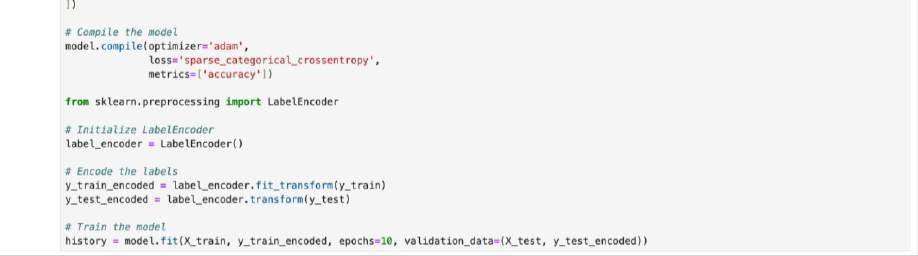 ])
# Compile the model
model.compile(optimizer='adam',
loss='sparse_categorical_crossentropy',
metrics=['accuracy'])
from sklearn.preprocessing import LabelEncoder
# Initialize LabelEncoder
label_encoder = LabelEncoder()
# Encode the labels
y_train_encoded = label_encoder.fit_transform(y_train)
y_test_encoded = label_encoder.transform(y_test)
# Train the model
history = model.fit(X_train, y_train_encoded, epochs=10, validation_data=(X_test, y_test_encoded))